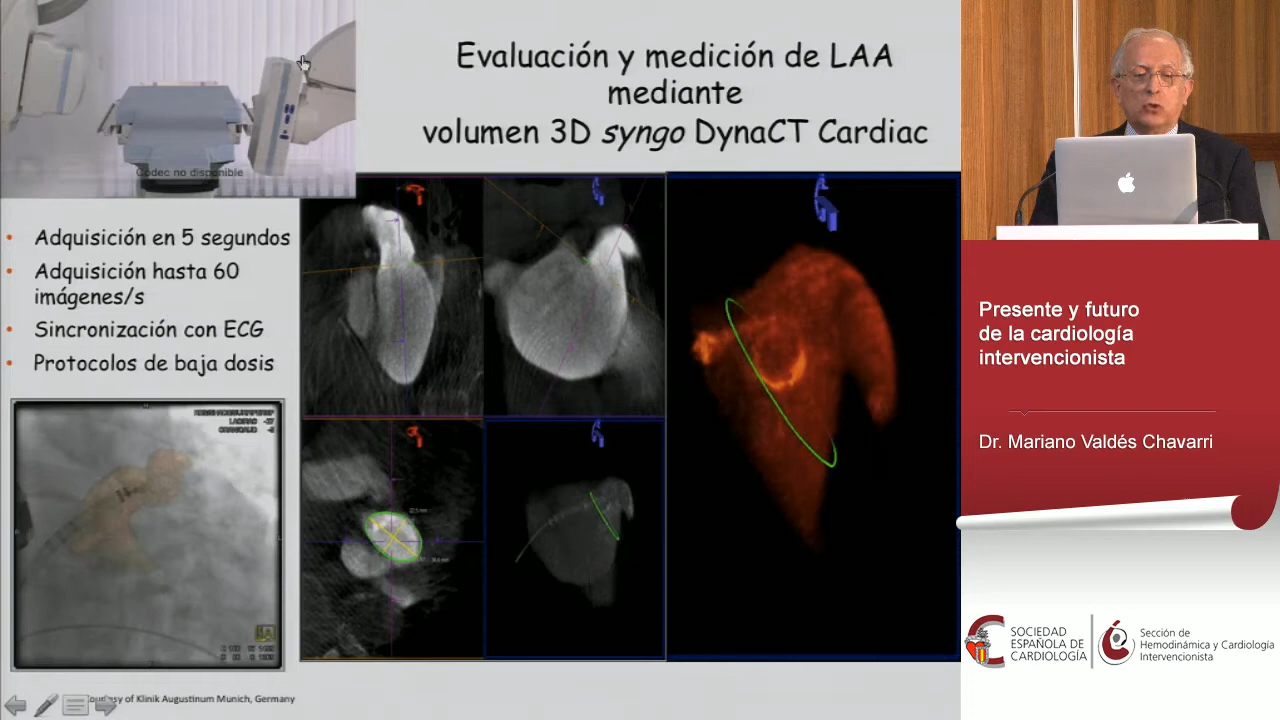 Evaluación y medición de LAA
mediante
volumen 3D syngo DynaCT Cardiac
Codec no disponible
• Adquisición en 5 segundos
• Adquisición hasta 60
imágenes/s
• Sincronización con ECG
• Protocolos de baja dosis
of Klinik Augustinum Munich, Germany
Presente y futuro
de la cardiología
intervencionista
Dr. Mariano Valdés Chavarri
SOCIEDAD
ESPAÑOLA DE
CARDIOLOGÍA
Sección de
Hemodinámica y Cardiología
Intervencionista